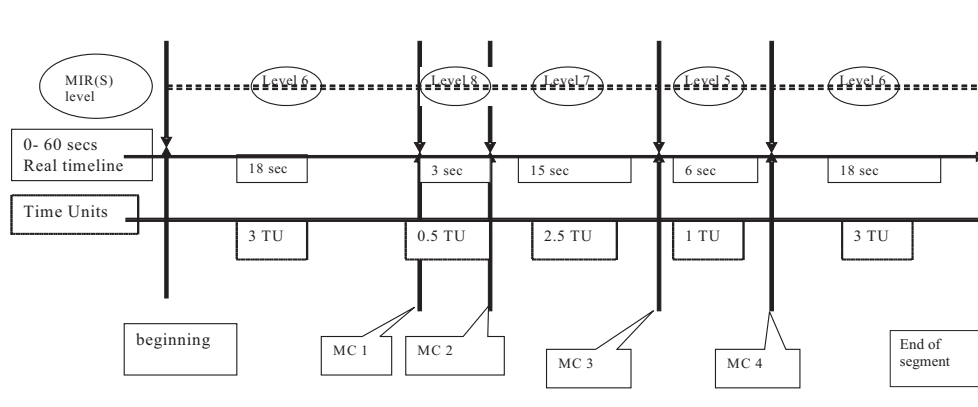 MIR(S)
level
Level 6
Level 8
Level 7
Level 5
Level 6
0- 60 secs
Real timeline
18 sec
3 sec
15 sec
6 sec
18 sec
Time Units
3 TU
0.5 TU
2.5 TU
1 TU
3 TU
beginning
MC 1
MC 2
MC 3
MC 4
End of
segment